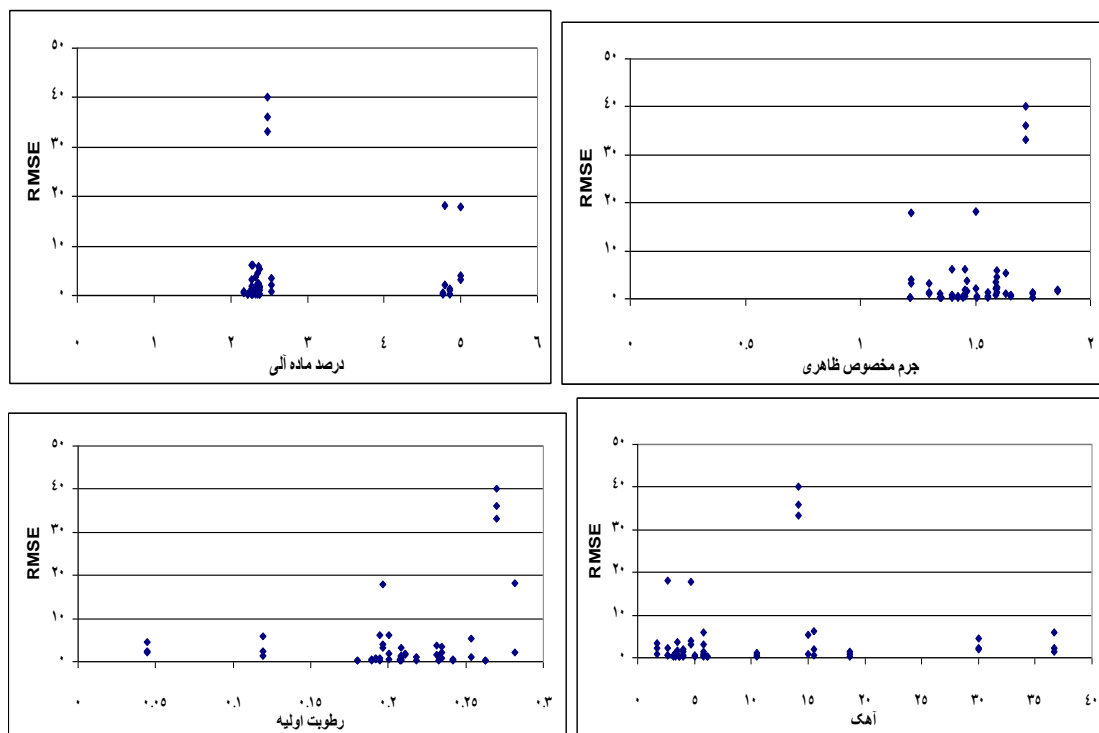 ۵۰
۴۰
۳۰
۲۰
۱۰
۰
RMSE
۰ ۱ ۲ ۳ ۴ ۵ ۶
درصد ماده آلی
۵۰
۴۰
۳۰
۲۰
۱۰
۰
RMSE
۰ ۰.۵ ۱ ۱.۵ ۲
جرم مخصوص ظاهری
۵۰
۴۰
۳۰
۲۰
۱۰
۰
RMSE
۰ ۰.۰۵ ۰.۱ ۰.۱۵ ۰.۲ ۰.۲۵ ۰.۳
رطوبت اولیه
۵۰
۴۰
۳۰
۲۰
۱۰
۰
RMSE
۰ ۵ ۱۰ ۱۵ ۲۰ ۲۵ ۳۰ ۳۵ ۴۰
آهک